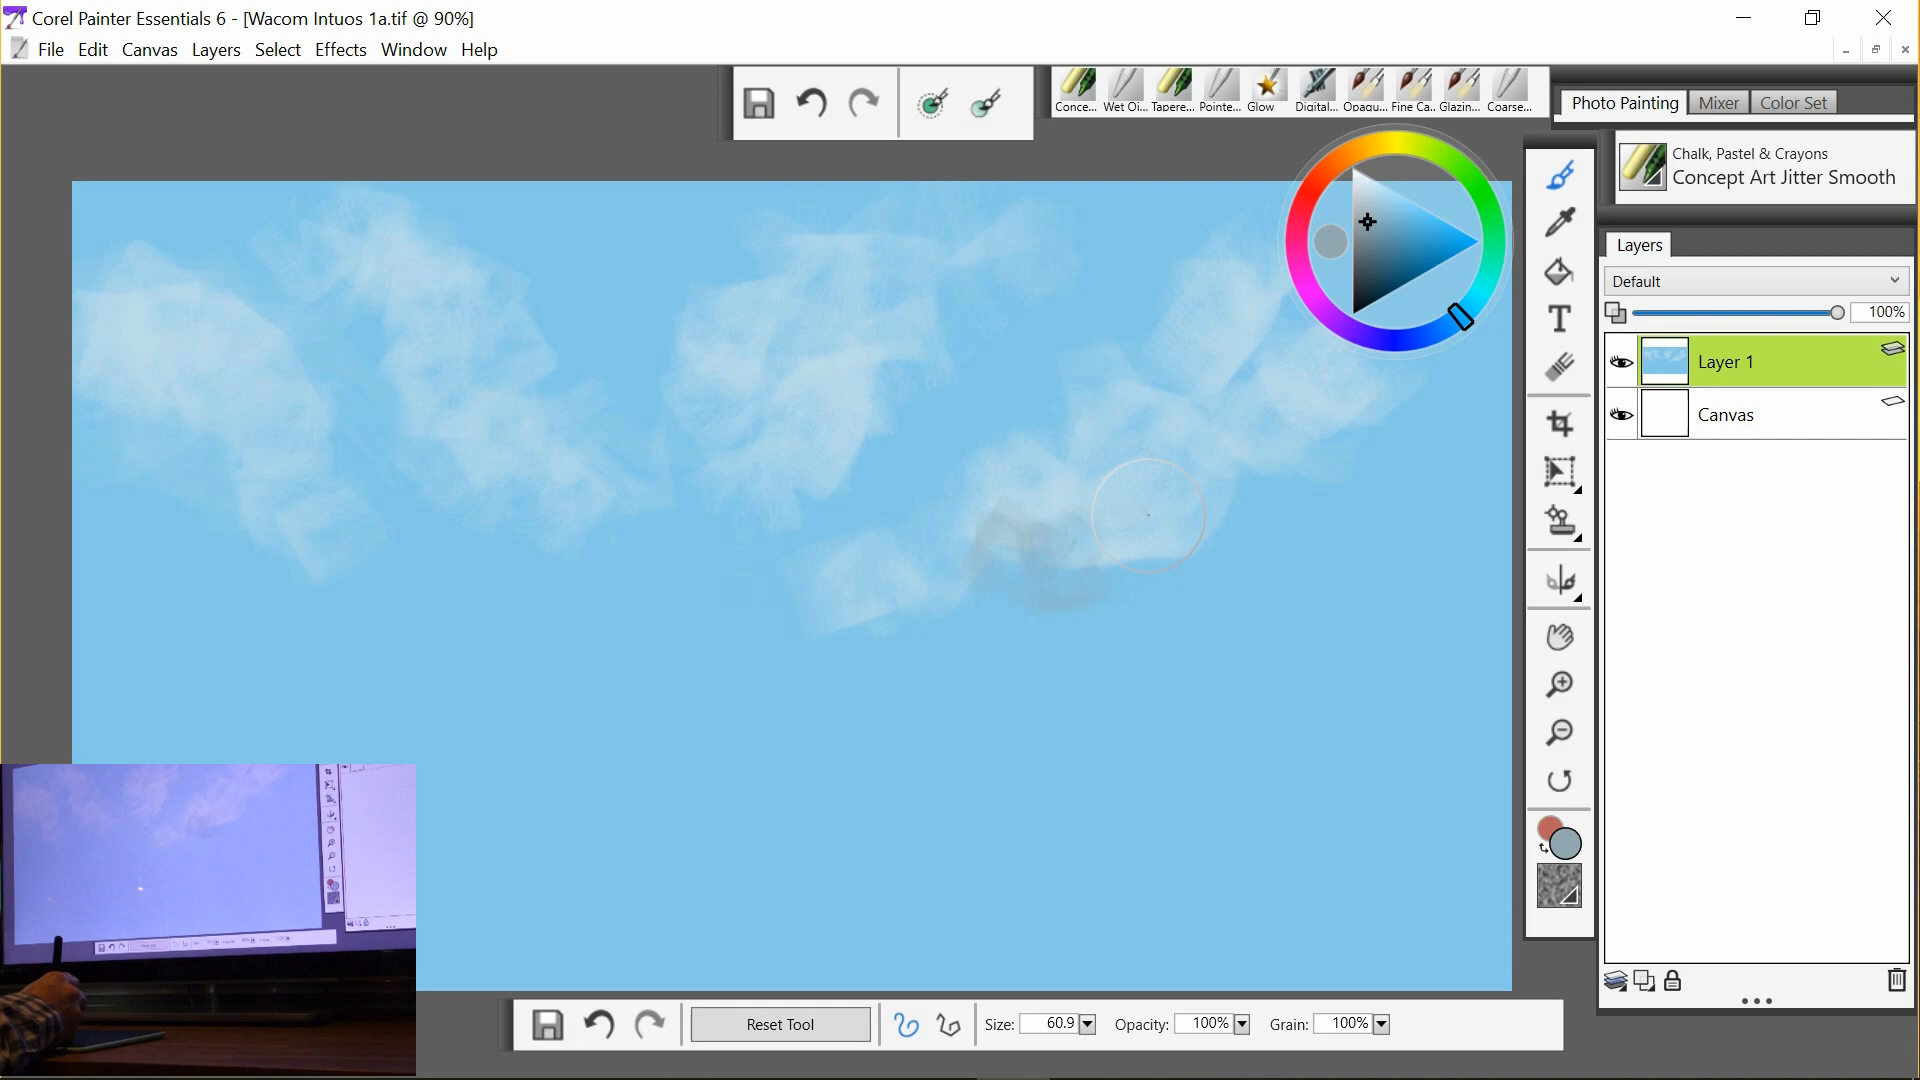 Corel Painter Essentials 6 - [Wacom Intuos 1a.tif @ 90%]
File Edit Canvas Layers Select Effects Window Help
Conce... Wet Oi... Tapere... Pointe... Glow Digital... Opaqu... Fine Ca.. Glazin... Coarse...
Photo Painting Mixer Color Set
Chalk, Pastel & Crayons
Concept Art Jitter Smooth
Layers
Default
100%
Layer 1
Canvas
T
Reset Tool Size: 60.9 Opacity: 100% Grain: 100%